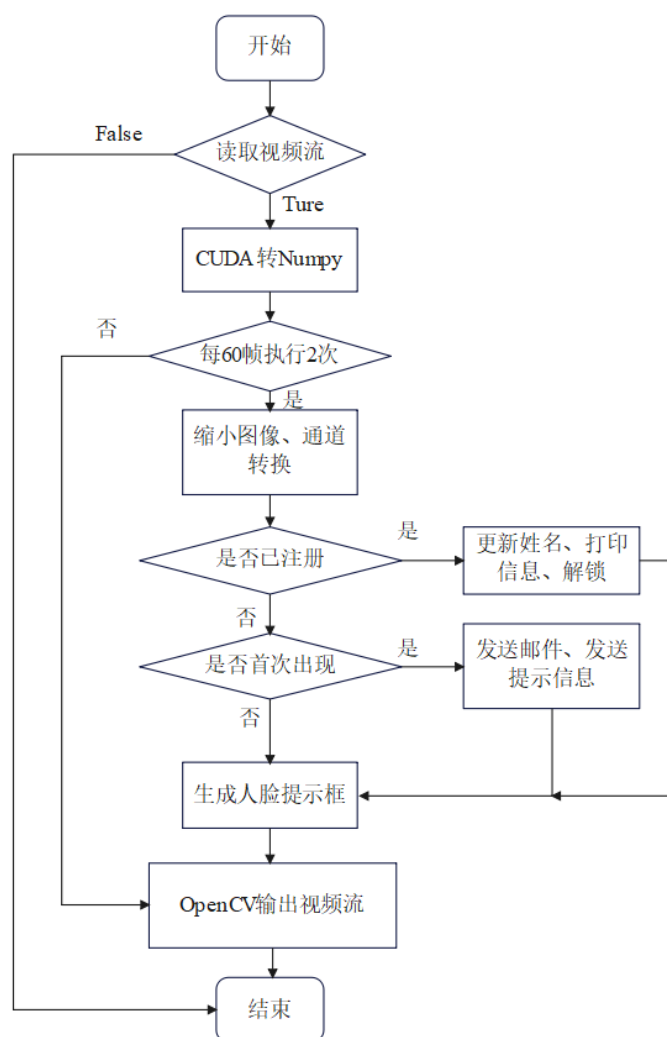 开始
False
读取视频流
Ture
CUDA 转Numpy
否
每60帧执行2次
是
缩小图像、通道
转换
是否已注册
是
更新姓名、打印
信息、解锁
否
是否首次出现
是
发送邮件、发送
提示信息
否
生成人脸提示框
OpenCV输出视频流
结束